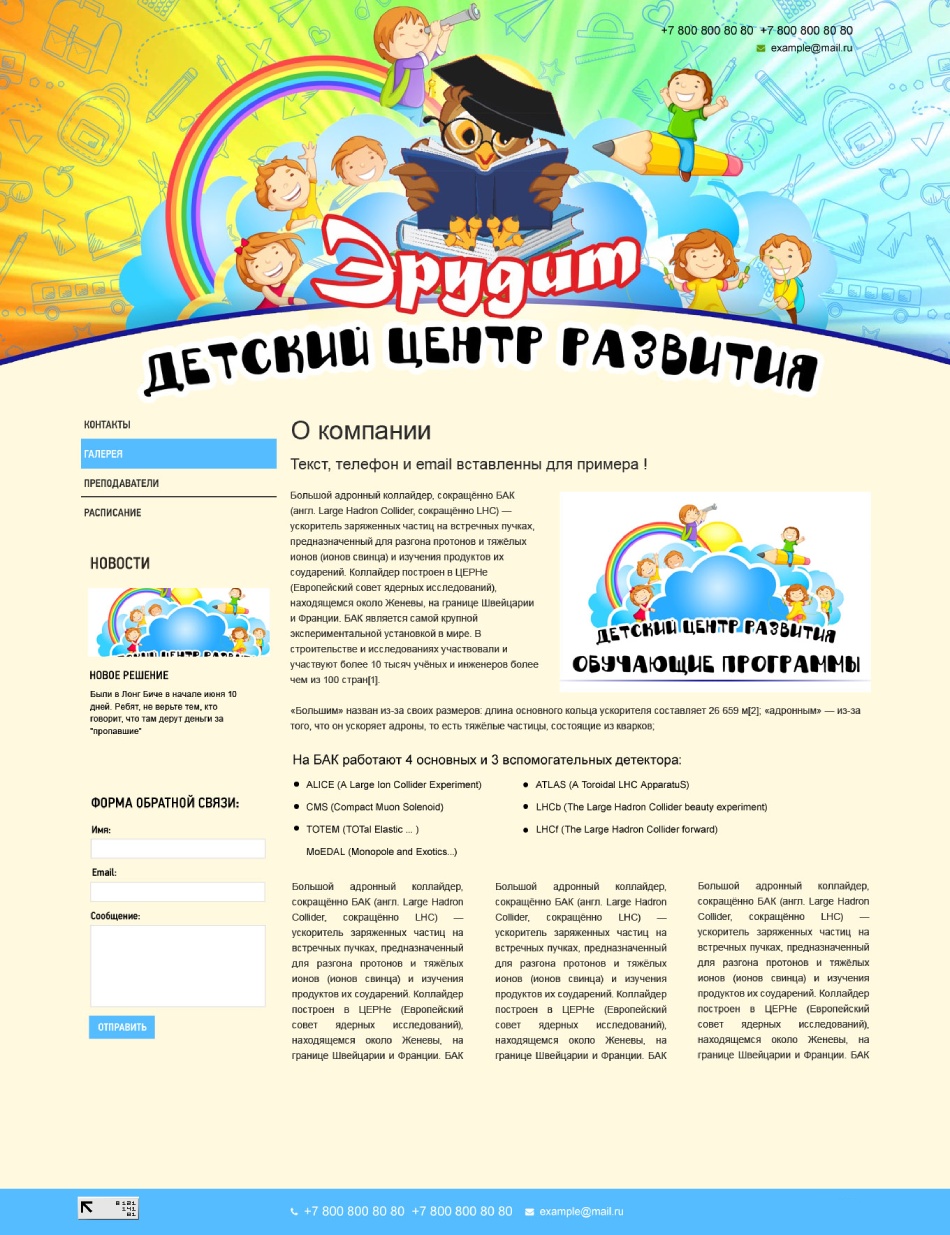 +7 800 800 80 80 +7 800 800 80 80
example@mail.ru
Эрудит
ДЕТСКИЙ ЦЕНТР РАЗВИТИЯ
КОНТАКТЫ
ГАЛЕРЕЯ
ПРЕПОДАВАТЕЛИ
РАСПИСАНИЕ
НОВОСТИ
НОВОЕ РЕШЕНИЕ
Были в Лонг Биче в начале июня 10
дней. Ребят, не верьте тем, кто
говорит, что там дерут деньги за
"пропавшие"
ФОРМА ОБРАТНОЙ СВЯЗИ:
Имя:
Email:
Сообщение:
ОТПРАВИТЬ
О компании
Текст, телефон и email вставленны для примера !
Большой адронный коллайдер, сокращённо БАК
(англ. Large Hadron Collider, сокращённо LHC) —
ускоритель заряженных частиц на встречных пучках,
предназначенный для разгона протонов и тяжёлых
ионов (ионов свинца) и изучения продуктов их
соударений. Коллайдер построен в ЦЕРНе
(Европейский совет ядерных исследований),
находящемся около Женевы, на границе Швейцарии
и Франции. БАК является самой крупной
экспериментальной установкой в мире. В
строительстве и исследованиях участвовали и
участвуют более 10 тысяч учёных и инженеров более
чем из 100 стран[1].
ДЕТСКИЙ ЦЕНТР РАЗВИТИЯ
ОБУЧАЮЩИЕ ПРОГРАММЫ
«Большим» назван из-за своих размеров: длина основного кольца ускорителя составляет 26 659 м[2]; «адронным» — из-за
того, что он ускоряет адроны, то есть тяжёлые частицы, состоящие из кварков;
На БАК работают 4 основных и 3 вспомогательных детектора:
ALICE (A Large Ion Collider Experiment)
CMS (Compact Muon Solenoid)
TOTEM (TOTal Elastic ... )
MoEDAL (Monopole and Exotics...)
ATLAS (A Toroidal LHC ApparatuS)
LHCb (The Large Hadron Collider beauty experiment)
LHCf (The Large Hadron Collider forward)
Большой адронный коллайдер,
сокращённо БАК (англ. Large Hadron
Collider, сокращённо LHC) —
ускоритель заряженных частиц на
встречных пучках, предназначенный
для разгона протонов и тяжёлых
ионов (ионов свинца) и изучения
продуктов их соударений. Коллайдер
построен в ЦЕРНе (Европейский
совет ядерных исследований),
находящемся около Женевы, на
границе Швейцарии и Франции. БАК
Большой адронный коллайдер,
сокращённо БАК (англ. Large Hadron
Collider, сокращённо LHC) —
ускоритель заряженных частиц на
встречных пучках, предназначенный
для разгона протонов и тяжёлых
ионов (ионов свинца) и изучения
продуктов их соударений. Коллайдер
построен в ЦЕРНе (Европейский
совет ядерных исследований),
находящемся около Женевы, на
границе Швейцарии и Франции. БАК
Большой адронный коллайдер,
сокращённо БАК (англ. Large Hadron
Collider, сокращённо LHC) —
ускоритель заряженных частиц на
встречных пучках, предназначенный
для разгона протонов и тяжёлых
ионов (ионов свинца) и изучения
продуктов их соударений. Коллайдер
построен в ЦЕРНе (Европейский
совет ядерных исследований),
находящемся около Женевы, на
границе Швейцарии и Франции. БАК
+7 800 800 80 80 +7 800 800 80 80 example@mail.ru